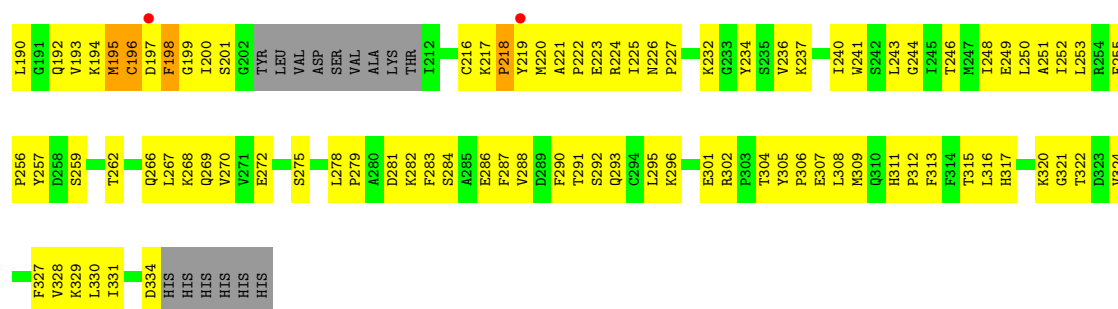 L190 G191 Q192 V193 K194 M195 C196 D197 F198 G199 I200 S201 G202 TYR LEU VAL ASP SER VAL ALA LYS THR I212 C216 K217 P218 Y219 M220 A221 P222 E223 R224 I225 N226 P227 K232 G233 Y234 S235 V236 K237 I240 W241 S242 L243 G244 I245 T246 M247 I248 E249 L250 A251 I252 L253 R254 F255
P256 Y257 D258 S259 T262 Q266 L267 K268 Q269 V270 V271 E272 S275 L278 P279 A280 D281 K282 F283 S284 A285 E286 F287 V288 D289 F290 T291 S292 Q293 C294 L295 K296 E301 R302 P303 T304 Y305 P306 E307 L308 M309 Q310 H311 P312 F313 F314 T315 L316 H317 K320 G321 T322 D323
F327 V328 K329 L330 I331 D334 HIS HIS HIS HIS HIS HIS